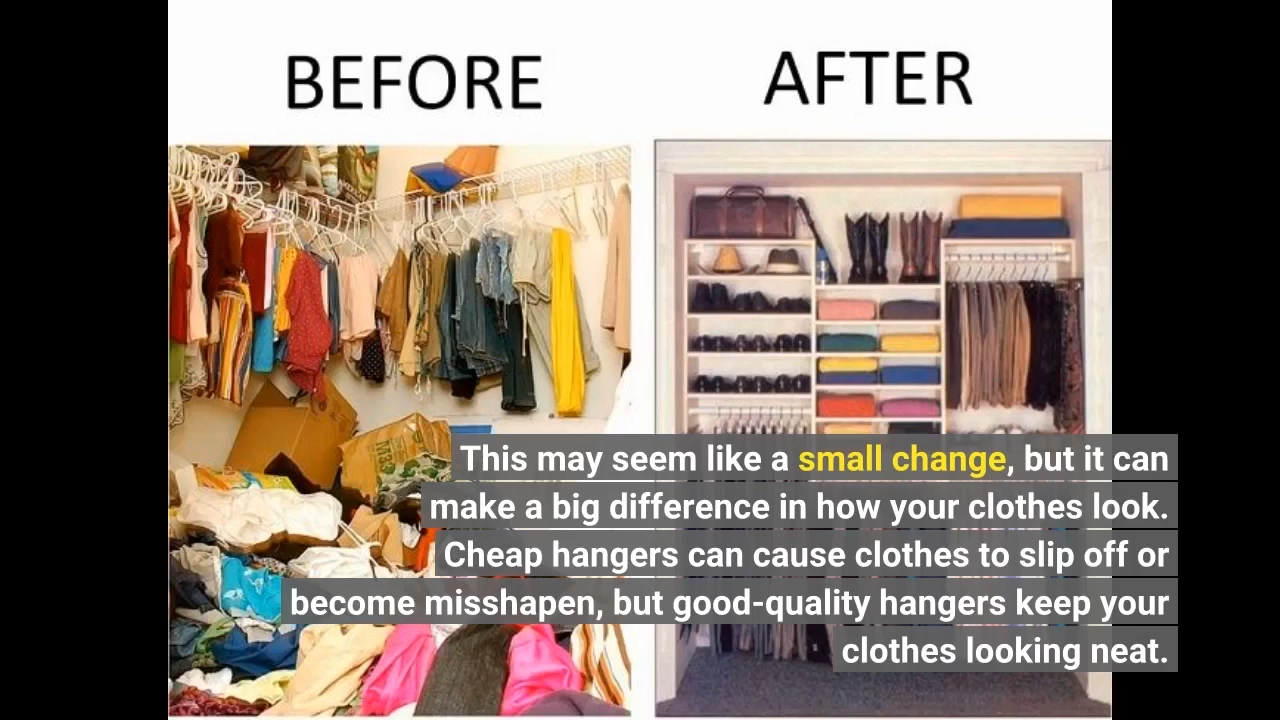 BEFORE
AFTER
This may seem like a small change, but it can
make a big difference in how your clothes look.
Cheap hangers can cause clothes to slip off or
become misshapen, but good-quality hangers keep your
clothes looking neat.